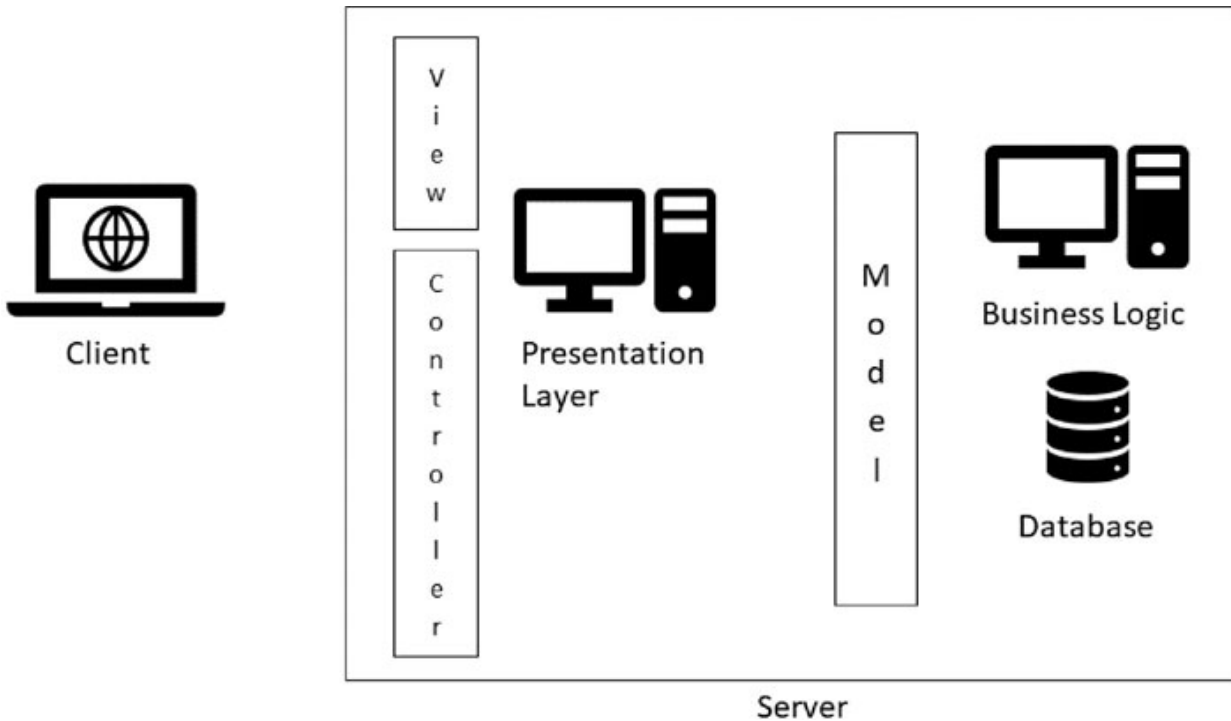 View
Controller
Client
Presentation
Layer
Model
Business Logic
Database
Server